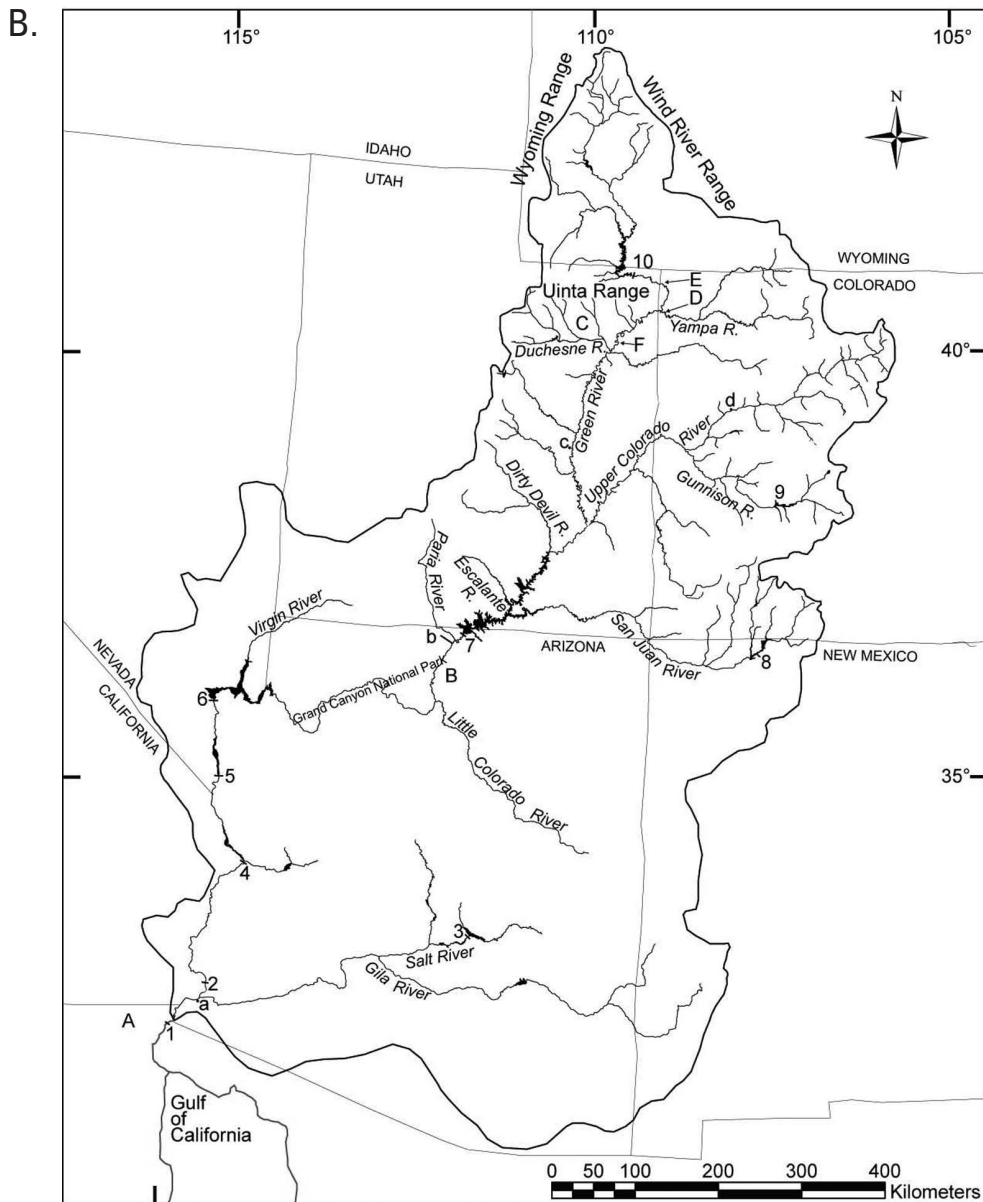 B.
115°
110°
105°
Wyoming Range
Wind River Range
N
IDAHO
UTAH
10
WYOMING
COLORADO
E
Uinta Range
D
C
Yampa R.
Duchesne R.
F
40°
Green River
d
c
Upper Colorado River
Dirty Devil R.
Gunnison R.
9
Paria River
Escalante R.
Virgin River
b
7
ARIZONA
San Juan River
8
NEW MEXICO
NEVADA
CALIFORNIA
B
Grand Canyon National Park
6
Little Colorado River
5
35°
4
3
Salt River
Gila River
2
a
A
1
Gulf
of
California
0 50 100 200 300 400
Kilometers